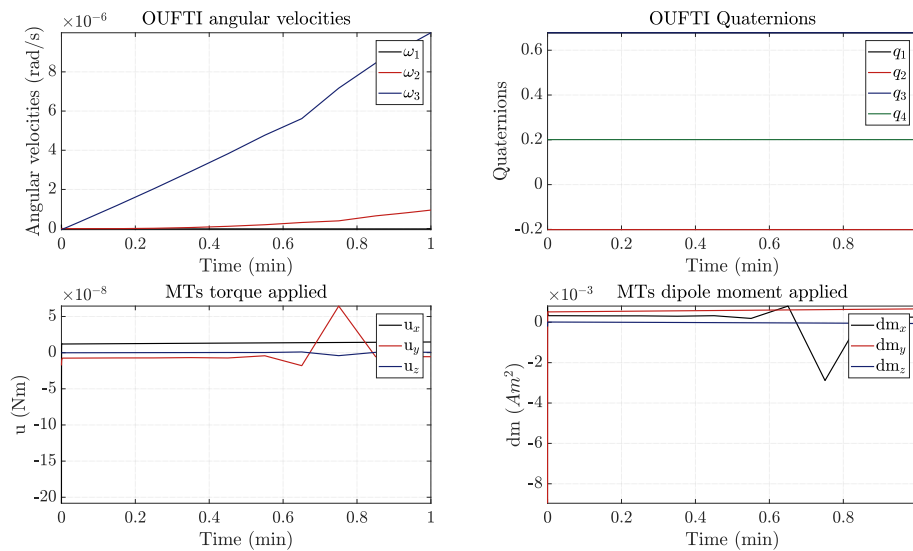 OUFTI angular velocities
×10⁻⁶
Angular velocities (rad/s)
8
6
4
2
0
ω₁
ω₂
ω₃
0 0.2 0.4 0.6 0.8 1
Time (min)
OUFTI Quaternions
Quaternions
0.6
0.4
0.2
0
-0.2
q₁
q₂
q₃
q₄
0 0.2 0.4 0.6 0.8
Time (min)
MTs torque applied
×10⁻⁸
u (Nm)
5
0
-5
-10
-15
-20
uₓ
u_y
u_z
0 0.2 0.4 0.6 0.8 1
Time (min)
MTs dipole moment applied
×10⁻³
dm (Am²)
0
-2
-4
-6
-8
dmₓ
dm_y
dm_z
0 0.2 0.4 0.6 0.8
Time (min)